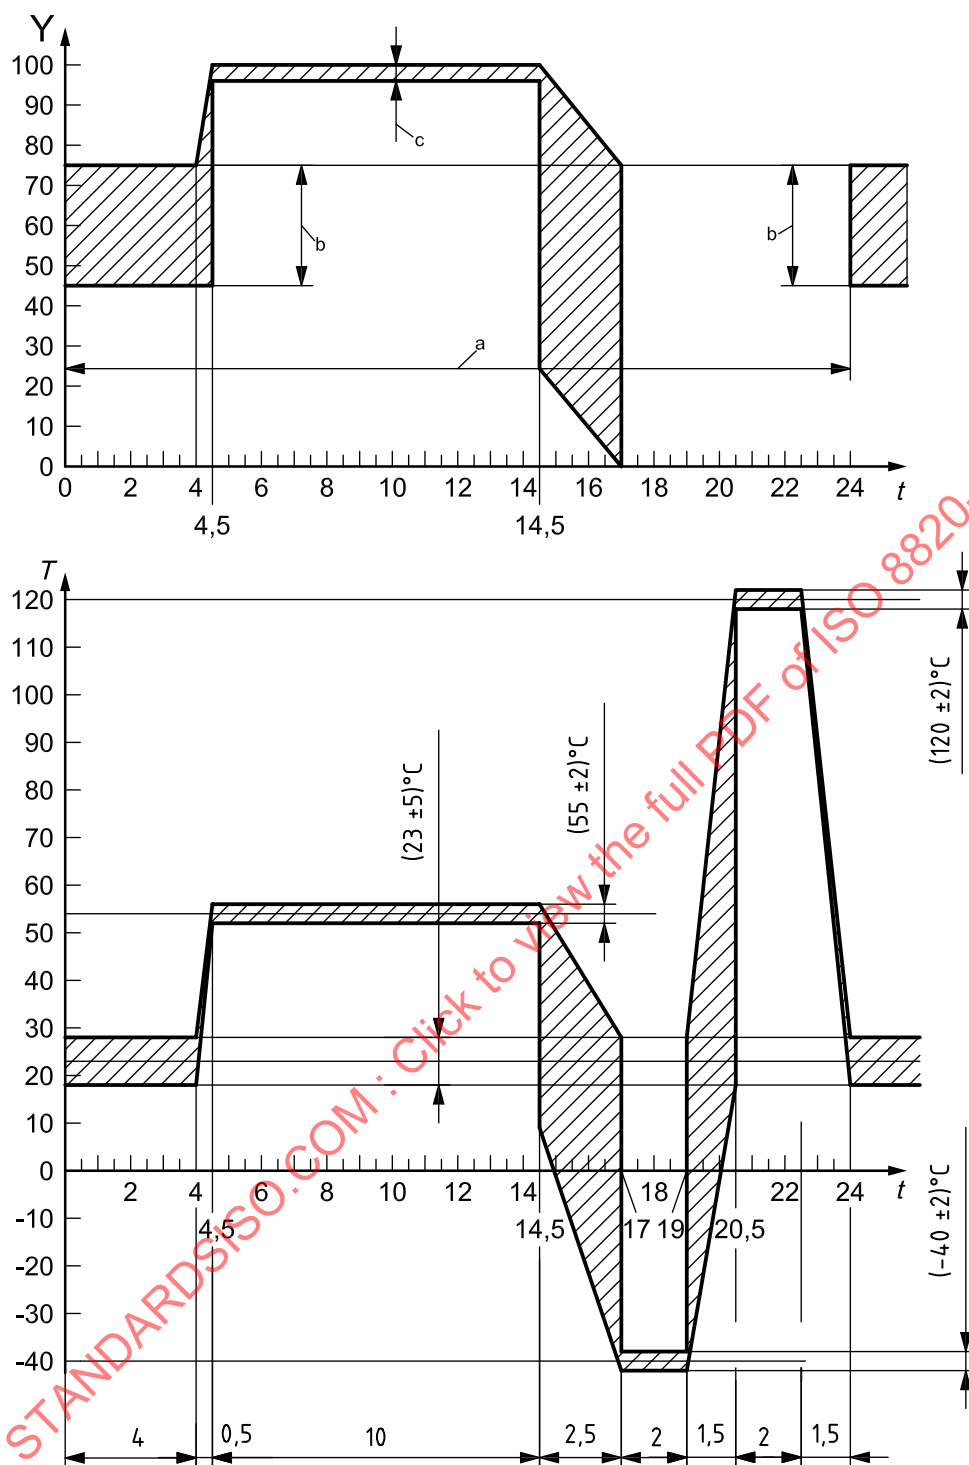 Y
100
90
80
70
60
50
40
30
20
10
0
c
b
b
a
0 2 4 6 8 10 12 14 16 18 20 22 24 t
4,5 14,5
T
120
110
100
90
80
70
60
50
40
30
20
10
0
-10
-20
-30
-40
(23 ±5)°C
(55 ±2)°C
(120 ±2)°C
(-40 ±2)°C
2 4 6 8 10 12 14 18 22 24 t
4,5 14,5 17 19 20,5
4 0,5 10 2,5 2 1,5 2 1,5
STANDARDSISO.COM : Click to view the full PDF of ISO 8820-